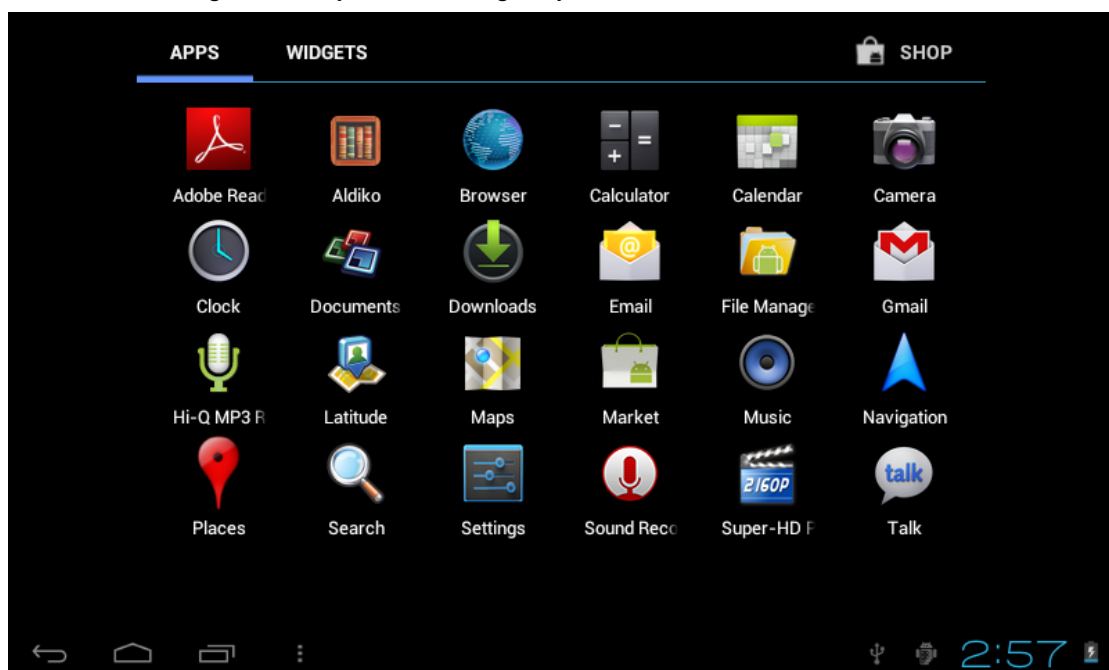 APPS WIDGETS SHOP
Adobe Read Aldiko Browser Calculator Calendar Camera
Clock Documents Downloads Email File Manage Gmail
Hi-Q MP3 R Latitude Maps Market Music Navigation
2160P talk
Places Search Settings Sound Reco Super-HD P Talk
2:57